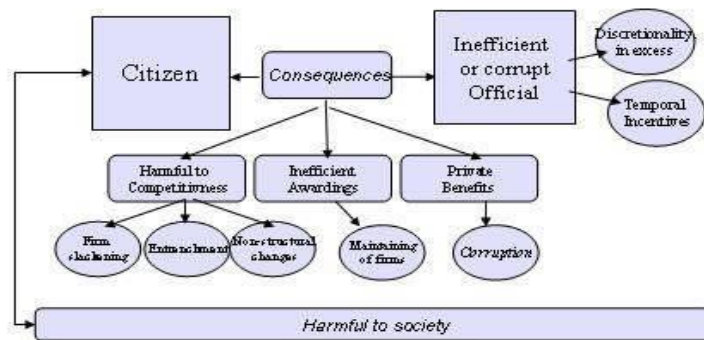 Citizen
Consequences
Inefficient
or corrupt
Official
Discretionality
in excess
Temporal
Incentives
Harmful to
Competitivness
Inefficient
Awardings
Private
Benefits
Firm
slackening
Entrenchment
Non-structural
changes
Maintaining
of firms
Corruption
Harmful to society